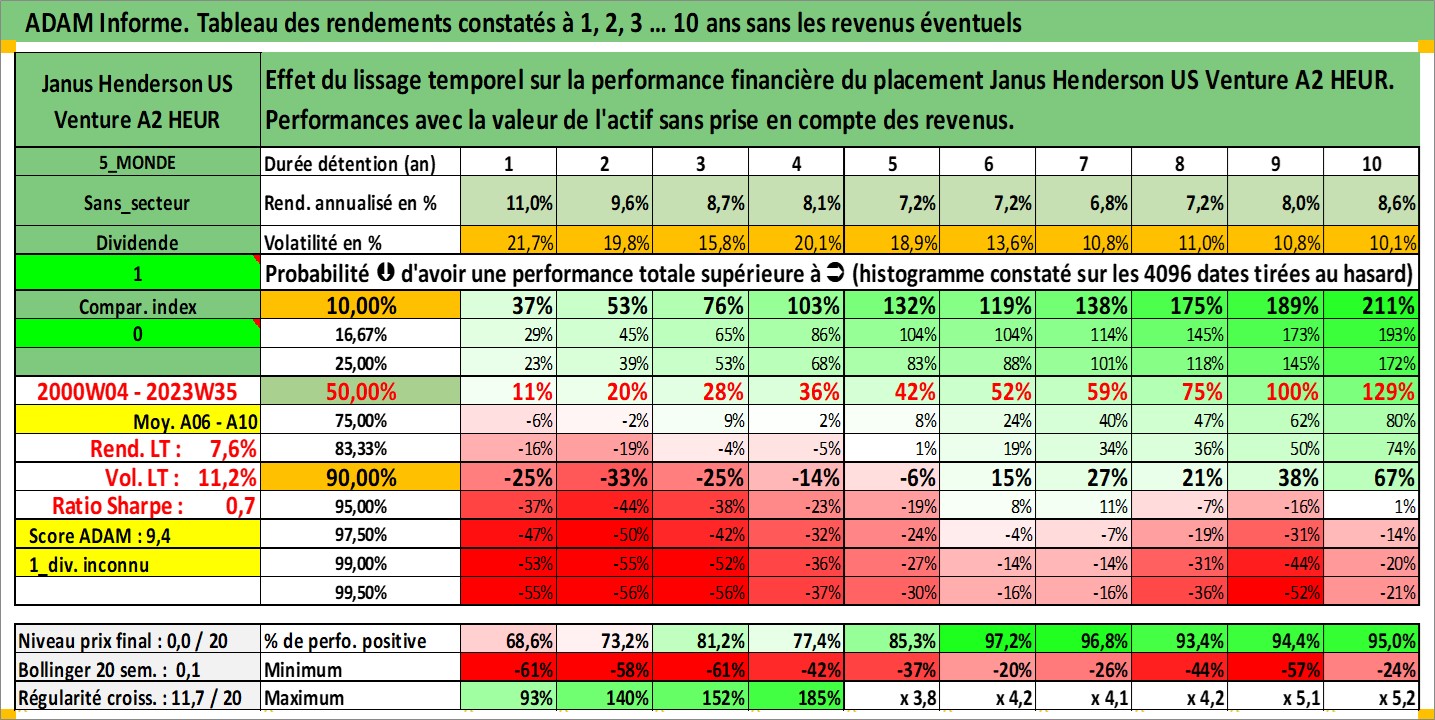 ADAM Informe. Tableau des rendements constatés à 1, 2, 3 ... 10 ans sans les revenus éventuels
Janus Henderson US Venture A2 HEUR
Effet du lissage temporel sur la performance financière du placement Janus Henderson US Venture A2 HEUR.
Performances avec la valeur de l'actif sans prise en compte des revenus.
5_MONDE Durée détention (an) 1 2 3 4 5 6 7 8 9 10
Sans_secteur Rend. annualisé en % 11,0% 9,6% 8,7% 8,1% 7,2% 7,2% 6,8% 7,2% 8,0% 8,6%
Dividende Volatilité en % 21,7% 19,8% 15,8% 20,1% 18,9% 13,6% 10,8% 11,0% 10,8% 10,1%
1 Probabilité ⬇ d'avoir une performance totale supérieure à ➲ (histogramme constaté sur les 4096 dates tirées au hasard)
Compar. index 10,00% 37% 53% 76% 103% 132% 119% 138% 175% 189% 211%
0 16,67% 29% 45% 65% 86% 104% 104% 114% 145% 173% 193%
25,00% 23% 39% 53% 68% 83% 88% 101% 118% 145% 172%
2000W04 - 2023W35 50,00% 11% 20% 28% 36% 42% 52% 59% 75% 100% 129%
Moy. A06 - A10 75,00% -6% -2% 9% 2% 8% 24% 40% 47% 62% 80%
Rend. LT : 7,6% 83,33% -16% -19% -4% -5% 1% 19% 34% 36% 50% 74%
Vol. LT : 11,2% 90,00% -25% -33% -25% -14% -6% 15% 27% 21% 38% 67%
Ratio Sharpe : 0,7 95,00% -37% -44% -38% -23% -19% 8% 11% -7% -16% 1%
Score ADAM : 9,4 97,50% -47% -50% -42% -32% -24% -4% -7% -19% -31% -14%
1_div. inconnu 99,00% -53% -55% -52% -36% -27% -14% -14% -31% -44% -20%
99,50% -55% -56% -56% -37% -30% -16% -16% -36% -52% -21%
Niveau prix final : 0,0 / 20 % de perfo. positive 68,6% 73,2% 81,2% 77,4% 85,3% 97,2% 96,8% 93,4% 94,4% 95,0%
Bollinger 20 sem. : 0,1 Minimum -61% -58% -61% -42% -37% -20% -26% -44% -57% -24%
Régularité croiss. : 11,7 / 20 Maximum 93% 140% 152% 185% x 3,8 x 4,2 x 4,1 x 4,2 x 5,1 x 5,2